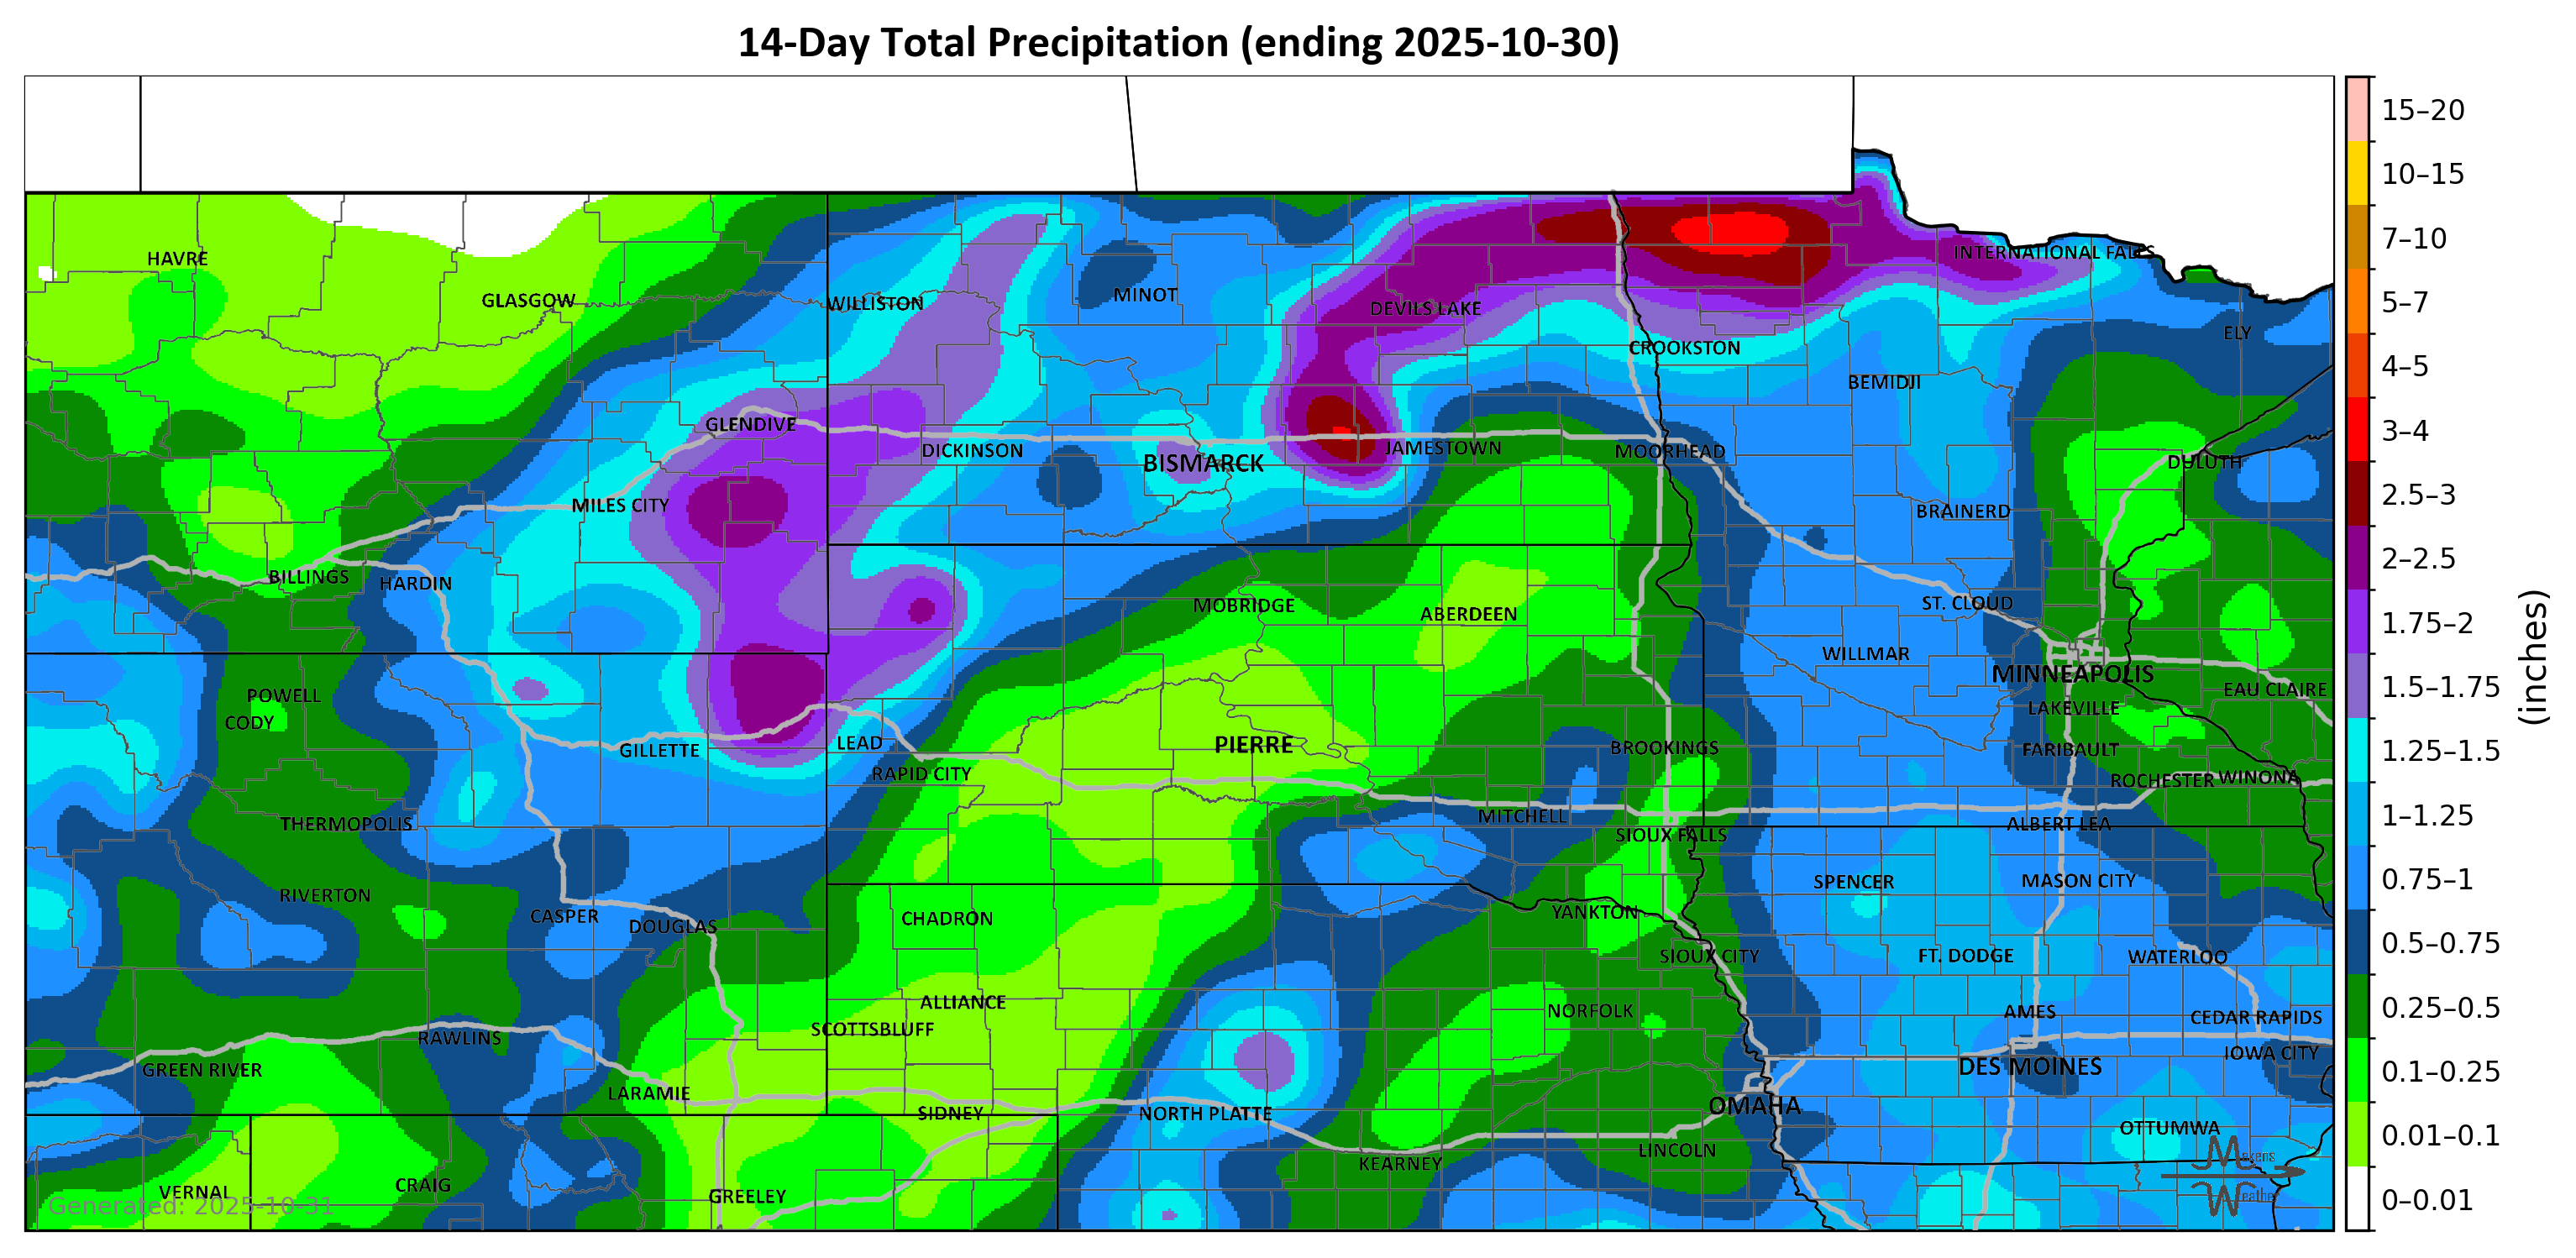 14-Day Total Precipitation (ending 2025-10-30)
15–20
10–15
7–10
5–7
4–5
3–4
2.5–3
2–2.5
1.75–2
1.5–1.75
1.25–1.5
1–1.25
0.75–1
0.5–0.75
0.25–0.5
0.1–0.25
0.01–0.1
0–0.01
(inches)
HAVRE
GLASGOW
WILLISTON
MINOT
DEVILS LAKE
INTERNATIONAL FALLS
ELY
CROOKSTON
BEMIDJI
GLENDIVE
DICKINSON
BISMARCK
JAMESTOWN
MOORHEAD
DULUTH
MILES CITY
BRAINERD
BILLINGS
HARDIN
MOBRIDGE
ABERDEEN
ST. CLOUD
WILLMAR
MINNEAPOLIS
POWELL
EAU CLAIRE
CODY
LAKEVILLE
GILLETTE
LEAD
PIERRE
BROOKINGS
FARIBAULT
RAPID CITY
ROCHESTER
WINONA
THERMOPOLIS
MITCHELL
SIOUX FALLS
ALBERT LEA
RIVERTON
SPENCER
MASON CITY
CASPER
DOUGLAS
CHADRON
YANKTON
SIOUX CITY
FT. DODGE
WATERLOO
ALLIANCE
NORFOLK
AMES
CEDAR RAPIDS
SCOTTSBLUFF
RAWLINS
IOWA CITY
GREEN RIVER
DES MOINES
LARAMIE
SIDNEY
NORTH PLATTE
OMAHA
OTTUMWA
KEARNEY
LINCOLN
VERNAL
CRAIG
GREELEY
Generated: 2025-10-31
Makens
Weather